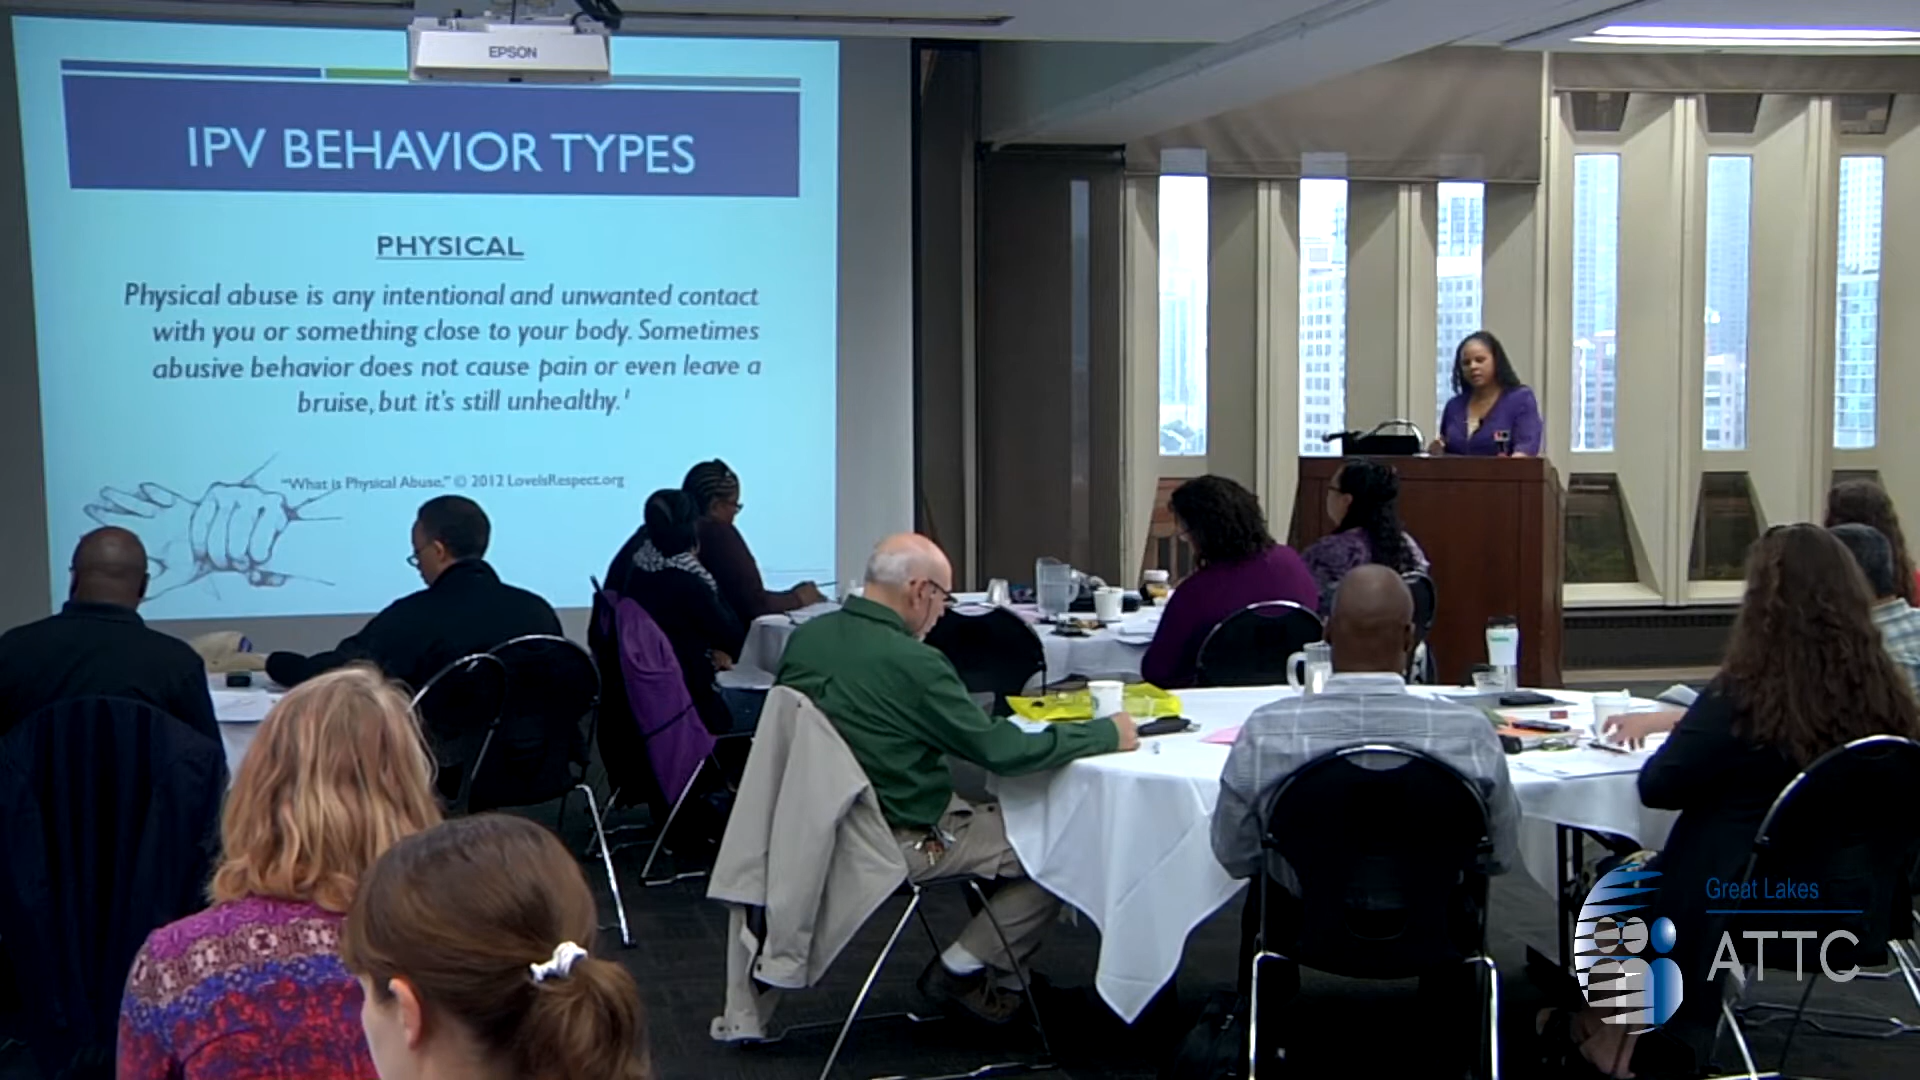 EPSON
IPV BEHAVIOR TYPES
PHYSICAL
Physical abuse is any intentional and unwanted contact
with you or something close to your body. Sometimes
abusive behavior does not cause pain or even leave a
bruise, but it's still unhealthy.¹
"What is Physical Abuse," © 2012 LoveIsRespect.org
Great Lakes
ATTC